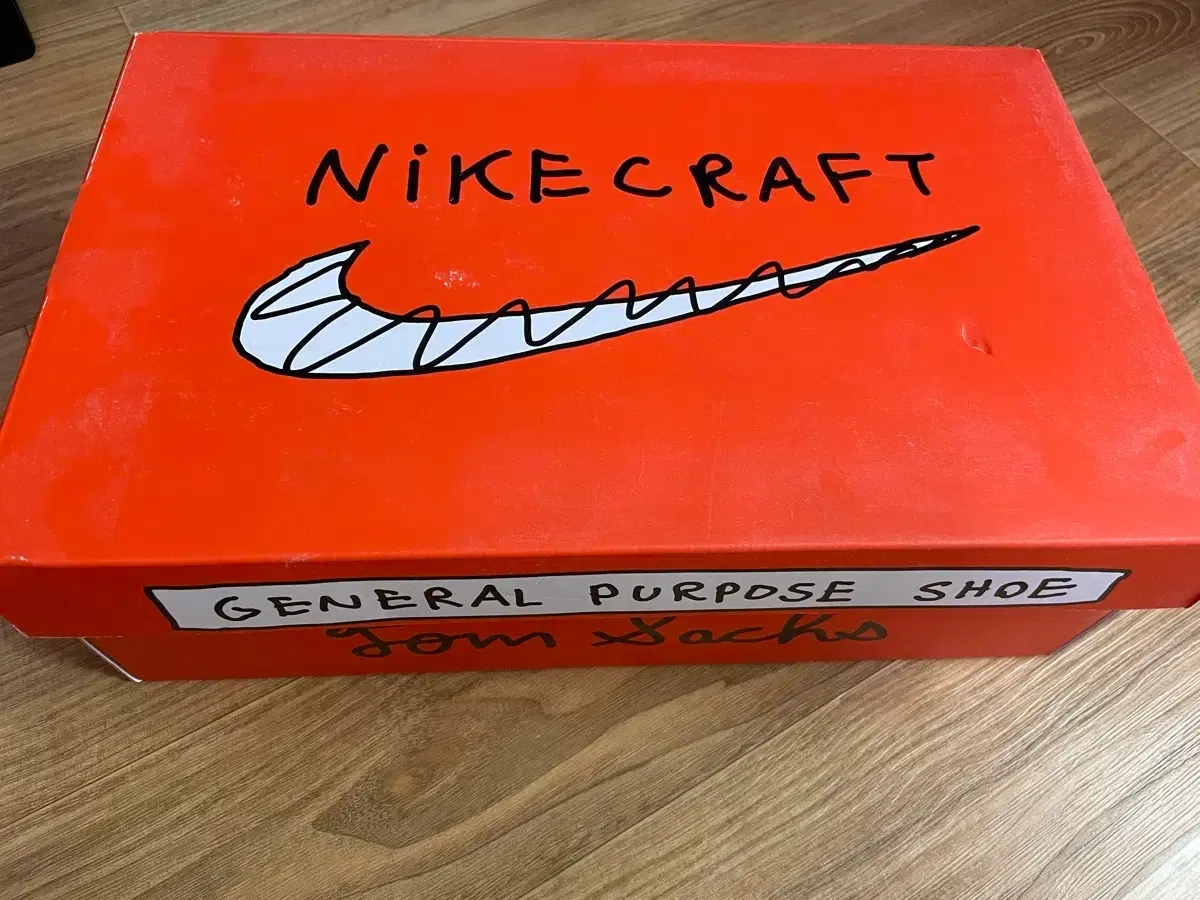 NiKECRAFT
GENERAL PURPOSE SHOE
Tom Sachs